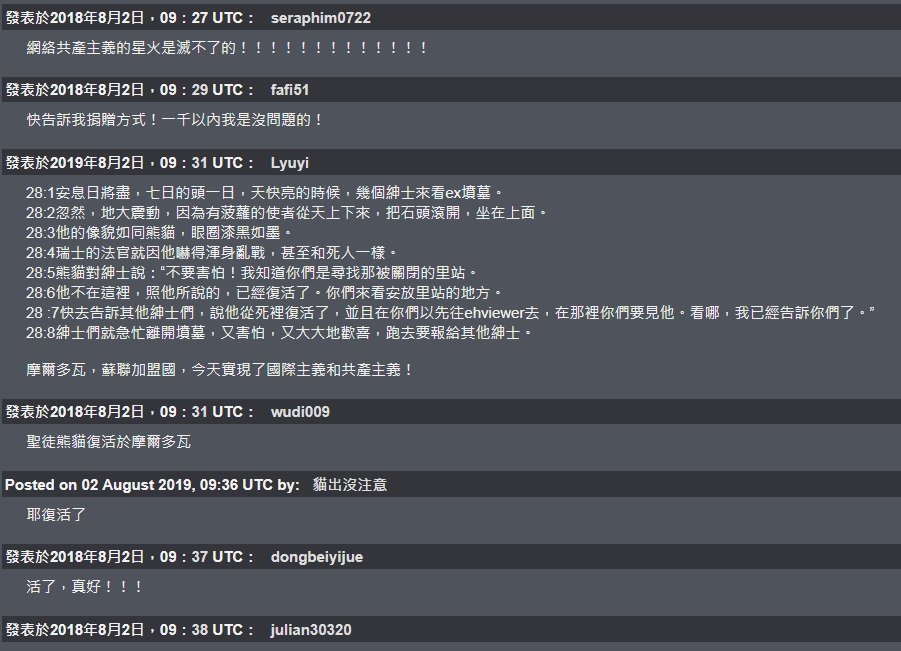 發表於2018年8月2日，09：27 UTC： seraphim0722
網絡共產主義的星火是滅不了的！！！！！！！！！！！！！
發表於2018年8月2日，09：29 UTC： fafi51
快告訴我捐贈方式！一千以內我是沒問題的！
發表於2019年8月2日，09：31 UTC： Lyuyi
28:1安息日將盡，七日的頭一日，天快亮的時候，幾個紳士來看ex墳墓。
28:2忽然，地大震動，因為有菠蘿的使者從天上下來，把石頭滾開，坐在上面。
28:3他的像貌如同熊貓，眼圈漆黑如墨。
28:4瑞士的法官就因他嚇得渾身亂戰，甚至和死人一樣。
28:5熊貓對紳士說：“不要害怕！我知道你們是尋找那被關閉的里站。
28:6他不在這裡，照他所說的，已經復活了。你們來看安放里站的地方。
28 :7快去告訴其他紳士們，說他從死裡復活了，並且在你們以先往ehviewer去，在那裡你們要見他。看哪，我已經告訴你們了。”
28:8紳士們就急忙離開墳墓，又害怕，又大大地歡喜，跑去要報給其他紳士。
摩爾多瓦，蘇聯加盟國，今天實現了國際主義和共產主義！
發表於2018年8月2日，09：31 UTC： wudi009
聖徒熊貓復活於摩爾多瓦
Posted on 02 August 2019, 09:36 UTC by: 貓出沒注意
耶復活了
發表於2018年8月2日，09：37 UTC： dongbeiyijue
活了，真好！！！
發表於2018年8月2日，09：38 UTC： julian30320